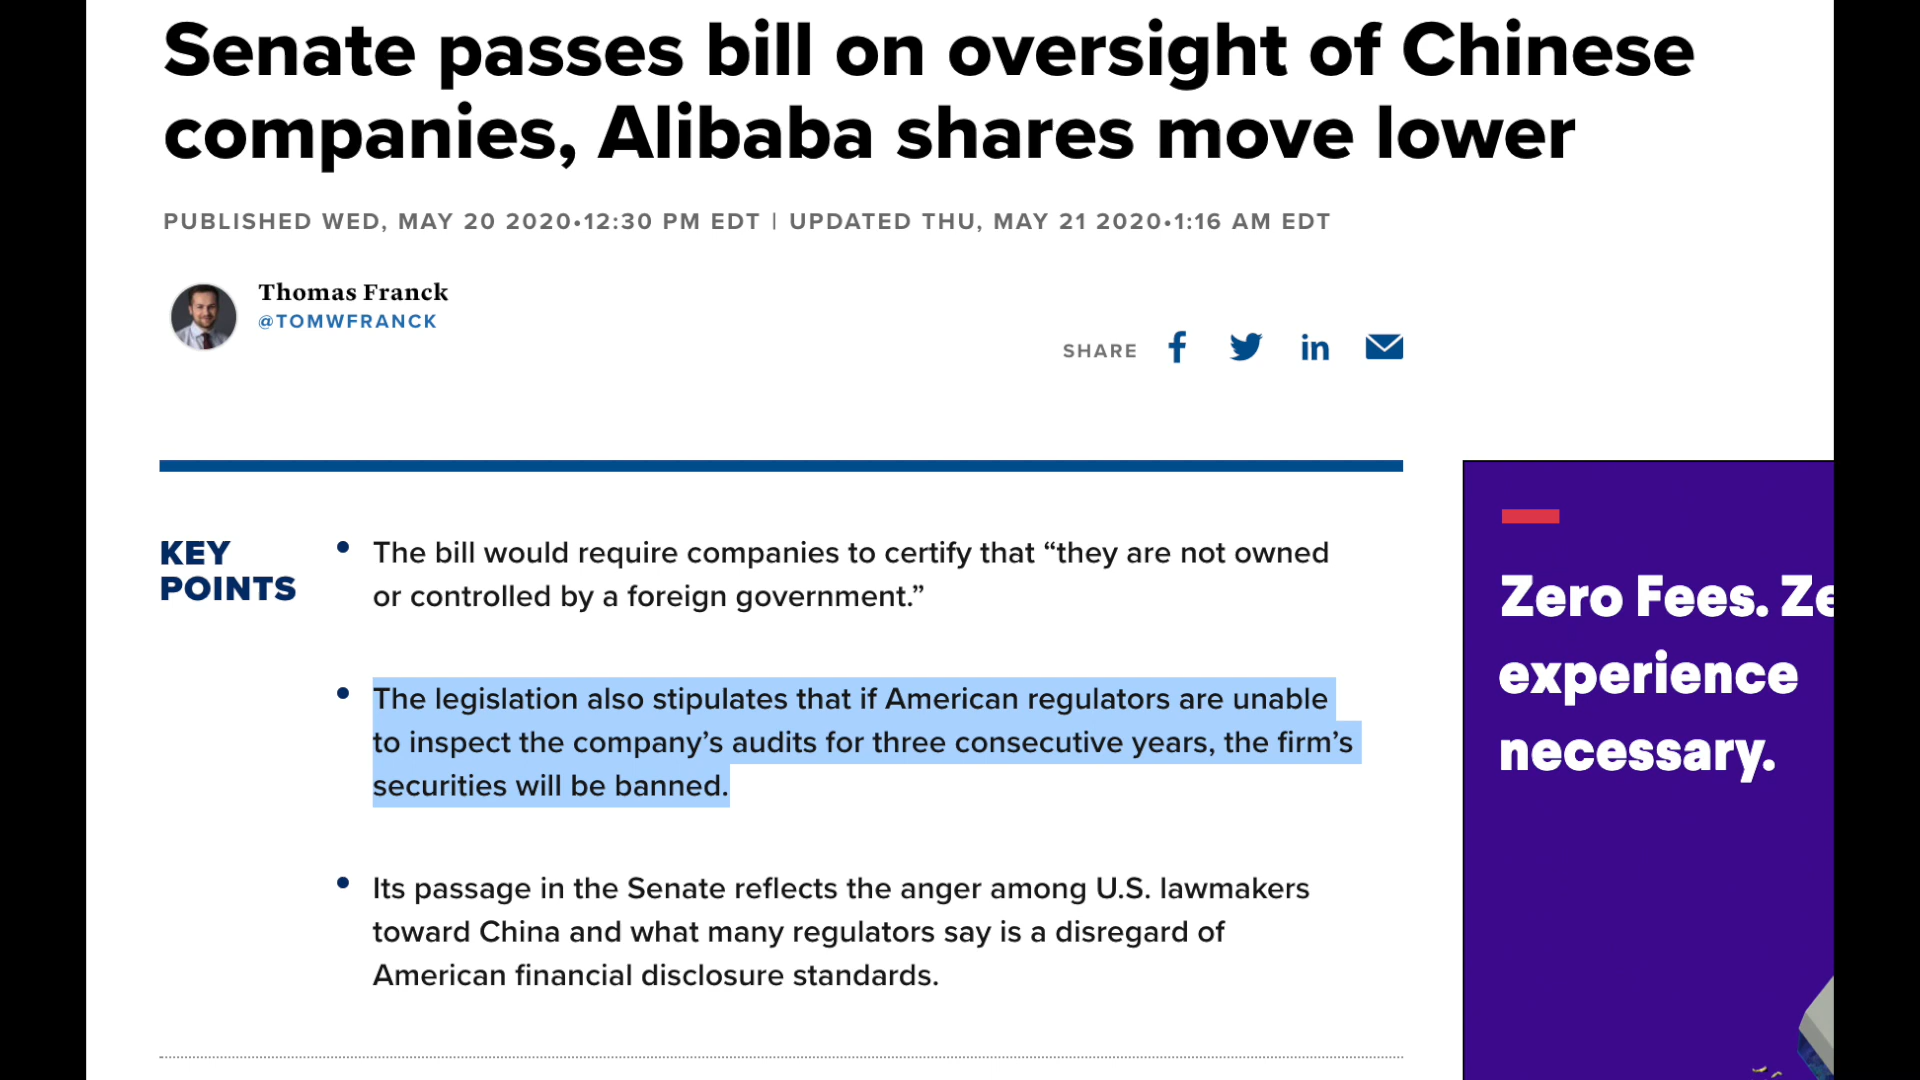 Senate passes bill on oversight of Chinese
companies, Alibaba shares move lower
PUBLISHED WED, MAY 20 2020•12:30 PM EDT | UPDATED THU, MAY 21 2020•1:16 AM EDT
Thomas Franck
@TOMWFRANCK
SHARE
KEY
POINTS
• The bill would require companies to certify that “they are not owned
or controlled by a foreign government.”
• The legislation also stipulates that if American regulators are unable
to inspect the company’s audits for three consecutive years, the firm’s
securities will be banned.
• Its passage in the Senate reflects the anger among U.S. lawmakers
toward China and what many regulators say is a disregard of
American financial disclosure standards.
Zero Fees. Ze
experience
necessary.